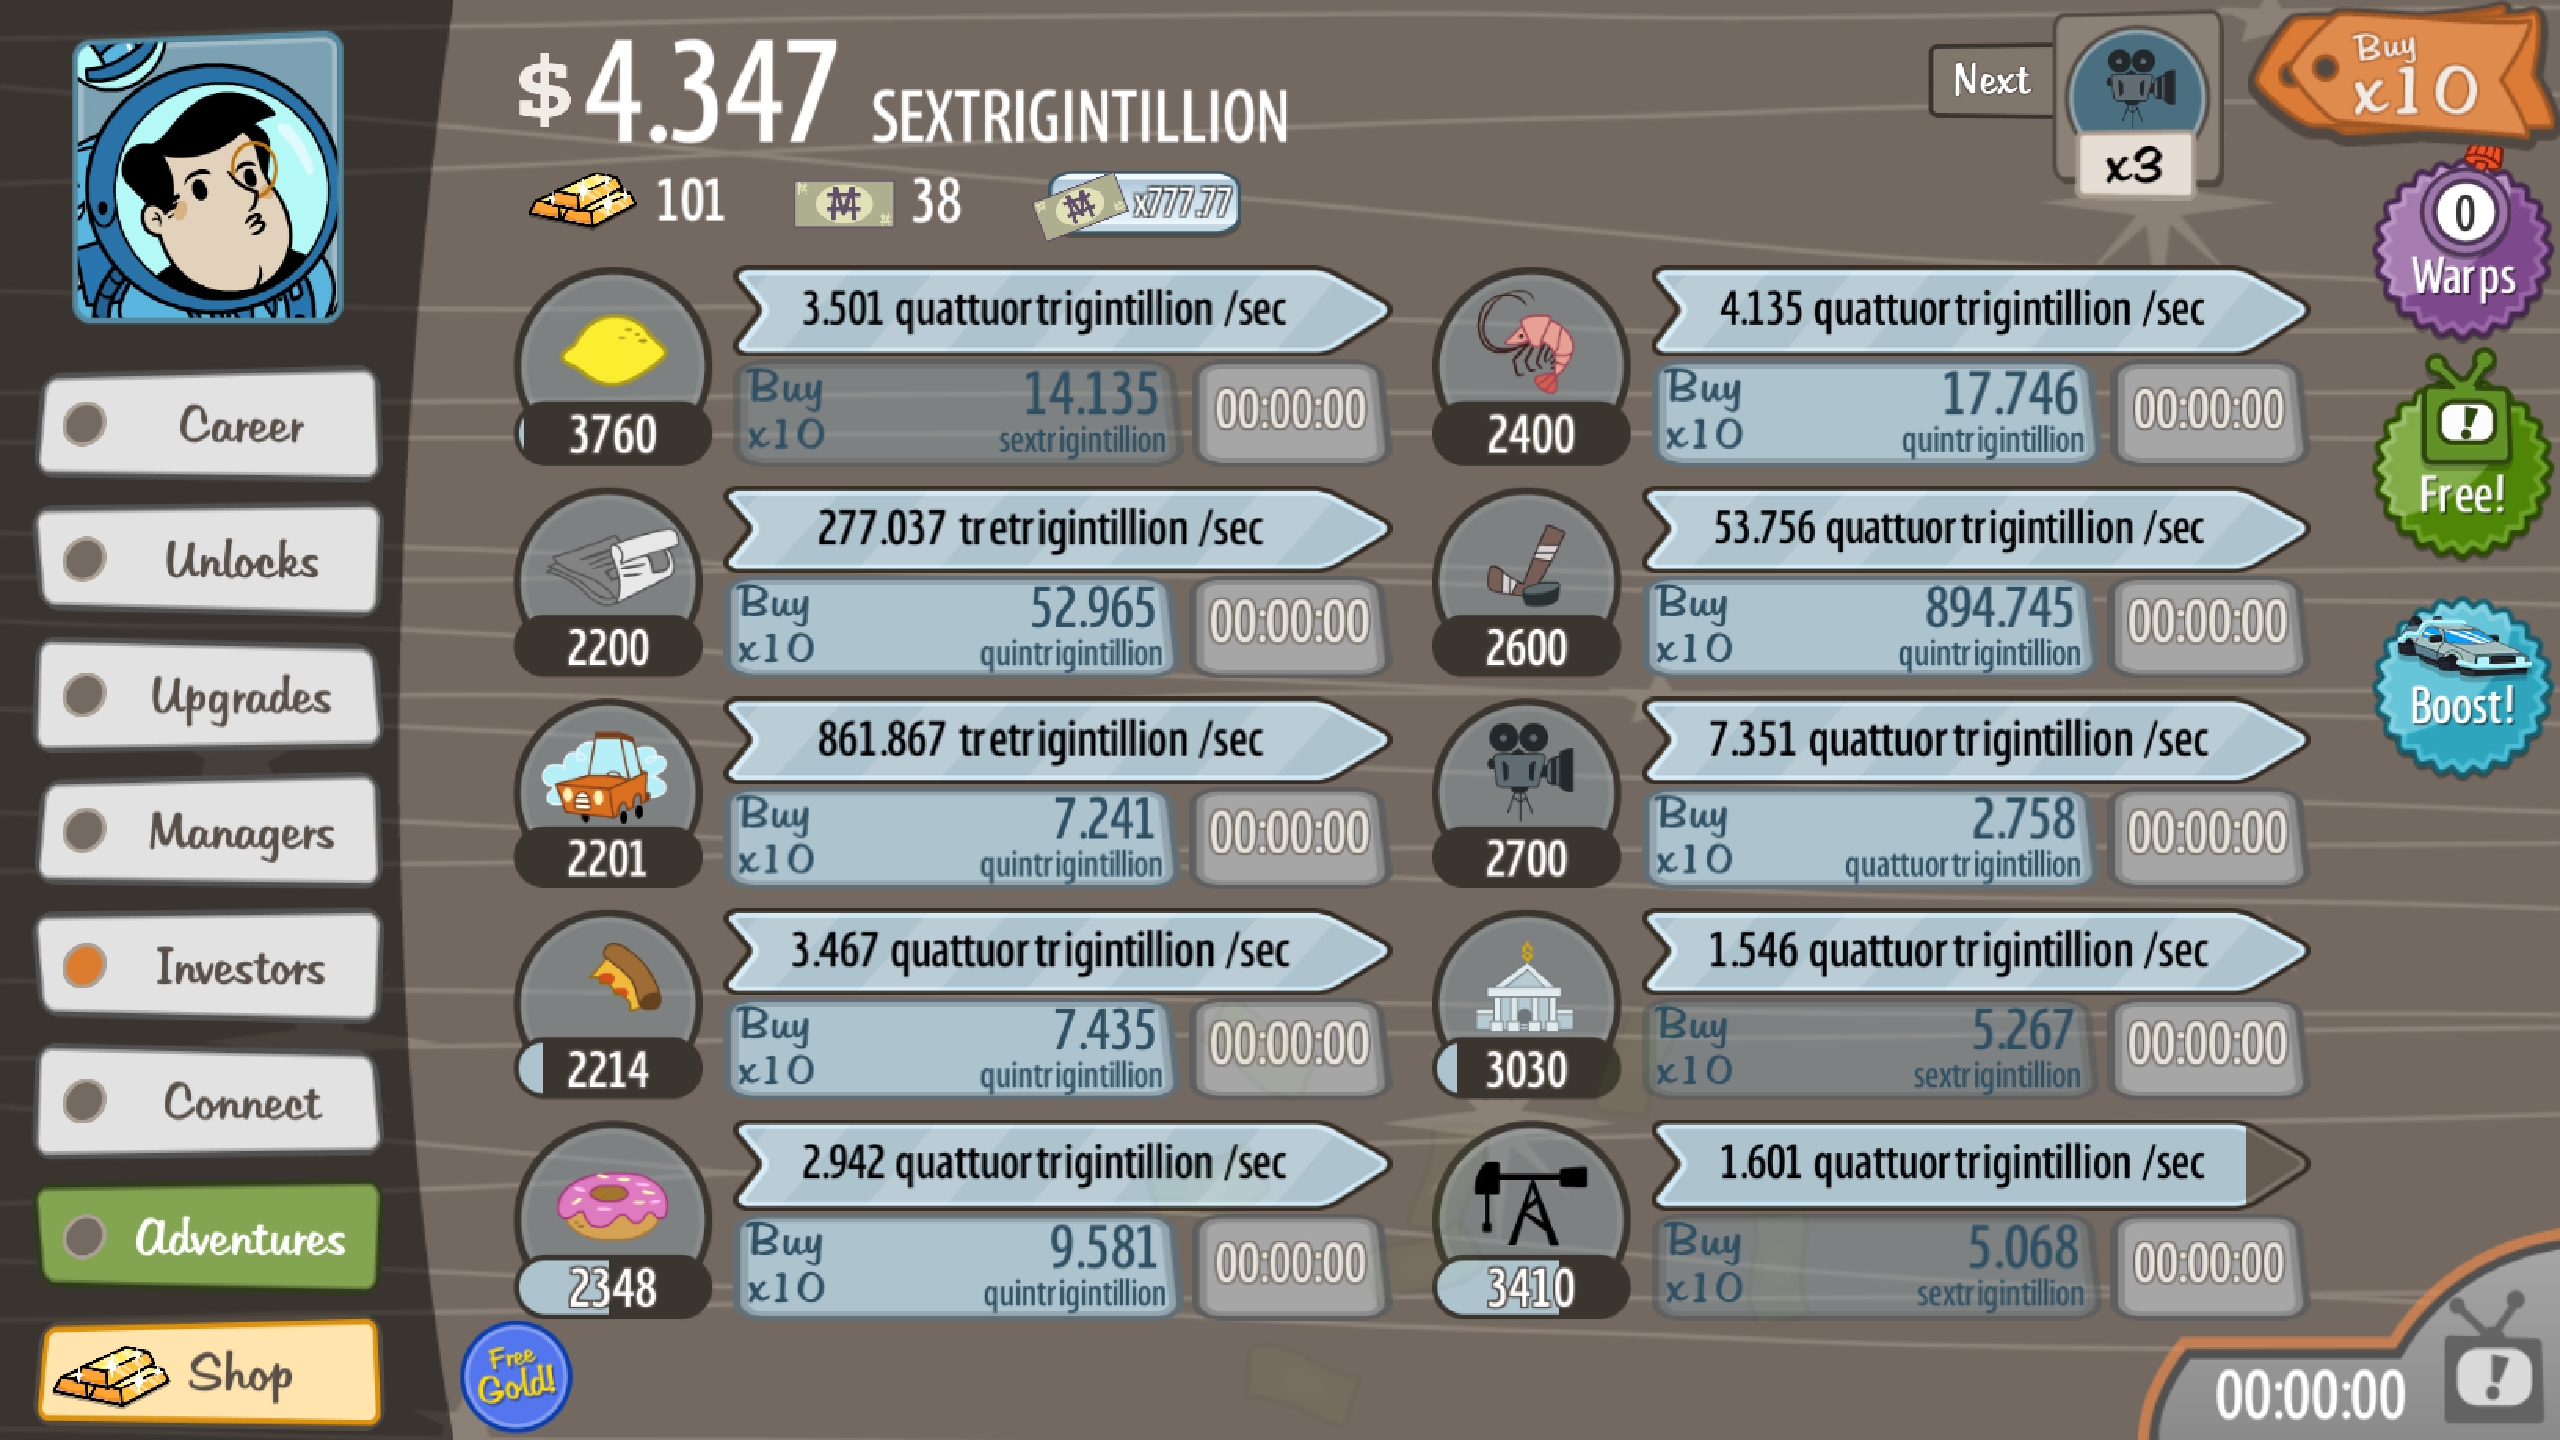 $4.347 SEXTRIGINTILLION
Next
x3
Buy
x10
101
38
x777.77
0
Warps
Free!
Boost!
Career
Unlocks
Upgrades
Managers
Investors
Connect
Adventures
Shop
3760
3.501 quattuortrigintillion /sec
Buy
x10
14.135
sextrigintillion
00:00:00
2400
4.135 quattuortrigintillion /sec
Buy
x10
17.746
quintrigintillion
00:00:00
2200
277.037 tretrigintillion /sec
Buy
x10
52.965
quintrigintillion
00:00:00
2600
53.756 quattuortrigintillion /sec
Buy
x10
894.745
quintrigintillion
00:00:00
2201
861.867 tretrigintillion /sec
Buy
x10
7.241
quintrigintillion
00:00:00
2700
7.351 quattuortrigintillion /sec
Buy
x10
2.758
quattuortrigintillion
00:00:00
2214
3.467 quattuortrigintillion /sec
Buy
x10
7.435
quintrigintillion
00:00:00
3030
1.546 quattuortrigintillion /sec
Buy
x10
5.267
sextrigintillion
00:00:00
2348
2.942 quattuortrigintillion /sec
Buy
x10
9.581
quintrigintillion
00:00:00
3410
1.601 quattuortrigintillion /sec
Buy
x10
5.068
sextrigintillion
00:00:00
Free
Gold!
00:00:00